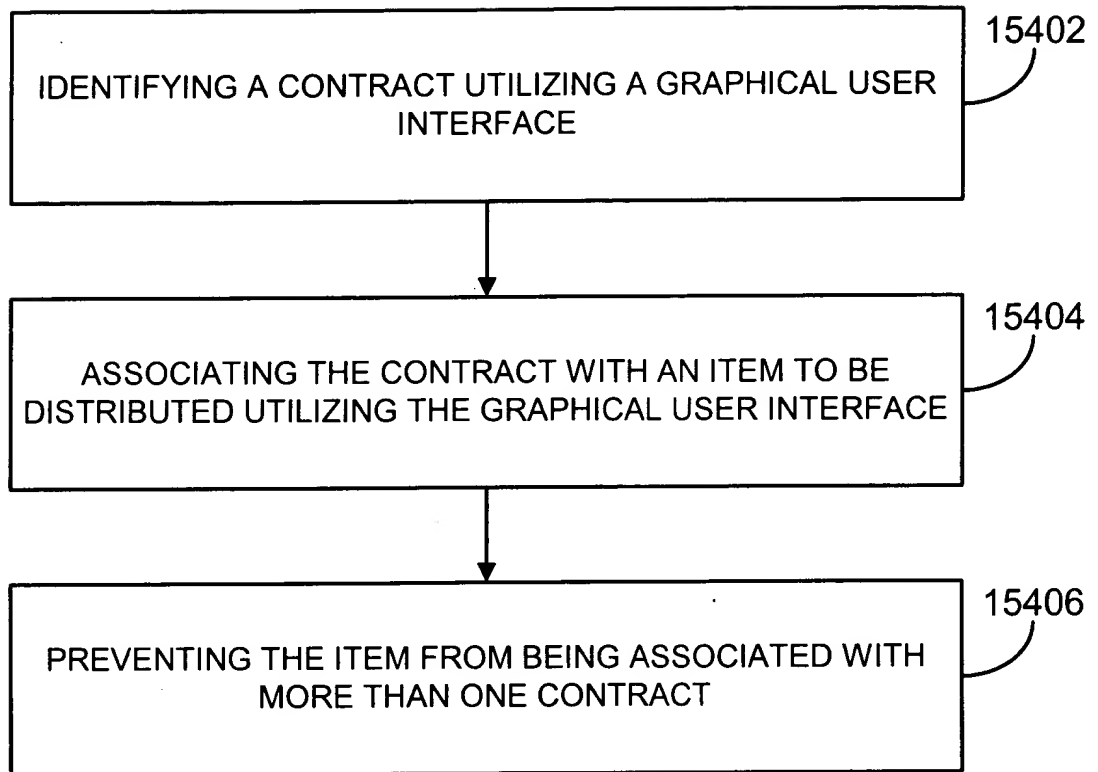 15402
IDENTIFYING A CONTRACT UTILIZING A GRAPHICAL USER
INTERFACE
15404
ASSOCIATING THE CONTRACT WITH AN ITEM TO BE
DISTRIBUTED UTILIZING THE GRAPHICAL USER INTERFACE
15406
PREVENTING THE ITEM FROM BEING ASSOCIATED WITH
MORE THAN ONE CONTRACT